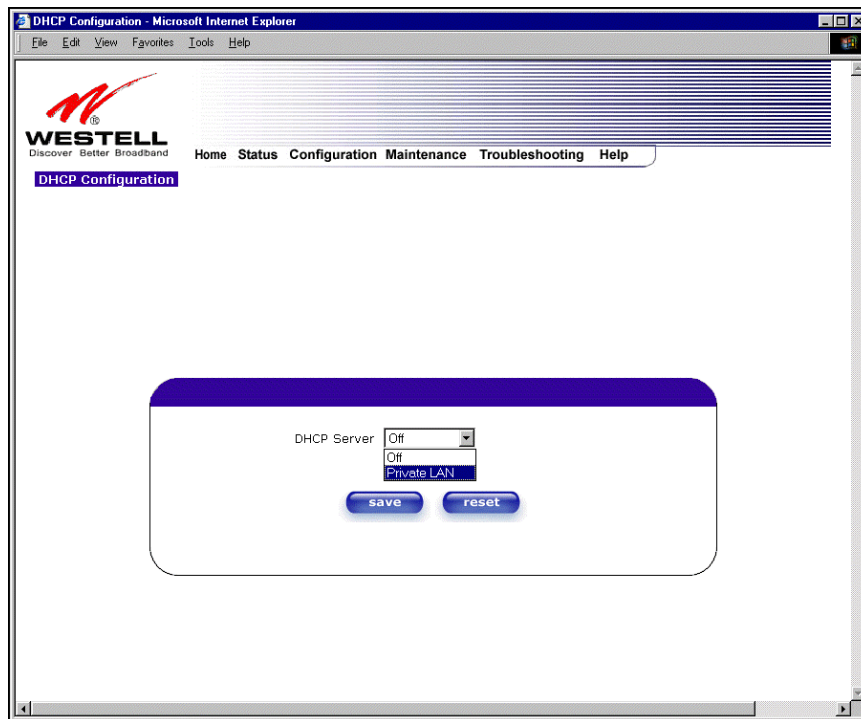 DHCP Configuration - Microsoft Internet Explorer
File Edit View Favorites Tools Help
®
WESTELL
Discover Better Broadband
Home Status Configuration Maintenance Troubleshooting Help
DHCP Configuration
DHCP Server Off
Off
Private LAN
save reset